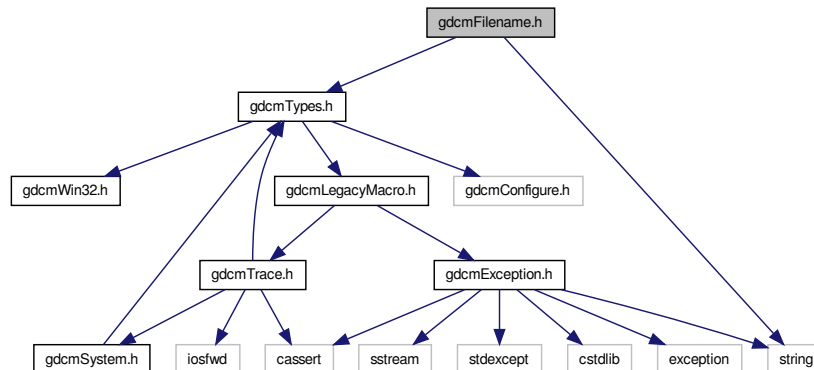 gdcmFilename.h
gdcmTypes.h
gdcmWin32.h
gdcmLegacyMacro.h
gdcmConfigure.h
gdcmTrace.h
gdcmException.h
gdcmSystem.h
iosfwd
cassert
sstream
stdexcept
cstdlib
exception
string